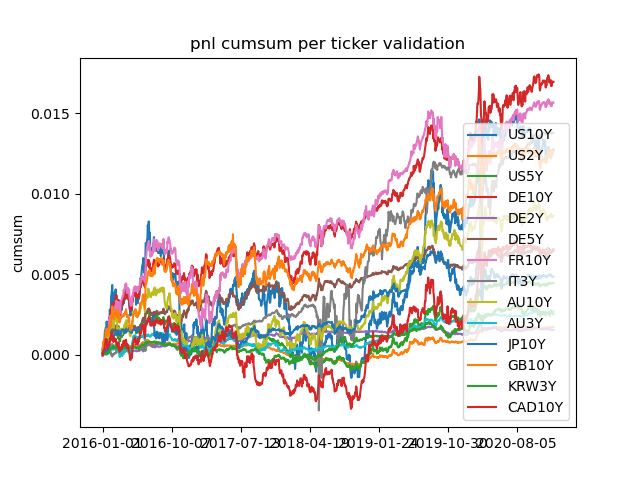 pnl cumsum per ticker validation
cumsum
0.015
0.010
0.005
0.000
US10Y
US2Y
US5Y
DE10Y
DE2Y
DE5Y
FR10Y
IT3Y
AU10Y
AU3Y
JP10Y
GB10Y
KRW3Y
CAD10Y
2016-01-01 2016-10-07 2017-07-13 2018-04-19 2019-01-24 2019-10-30 2020-08-05